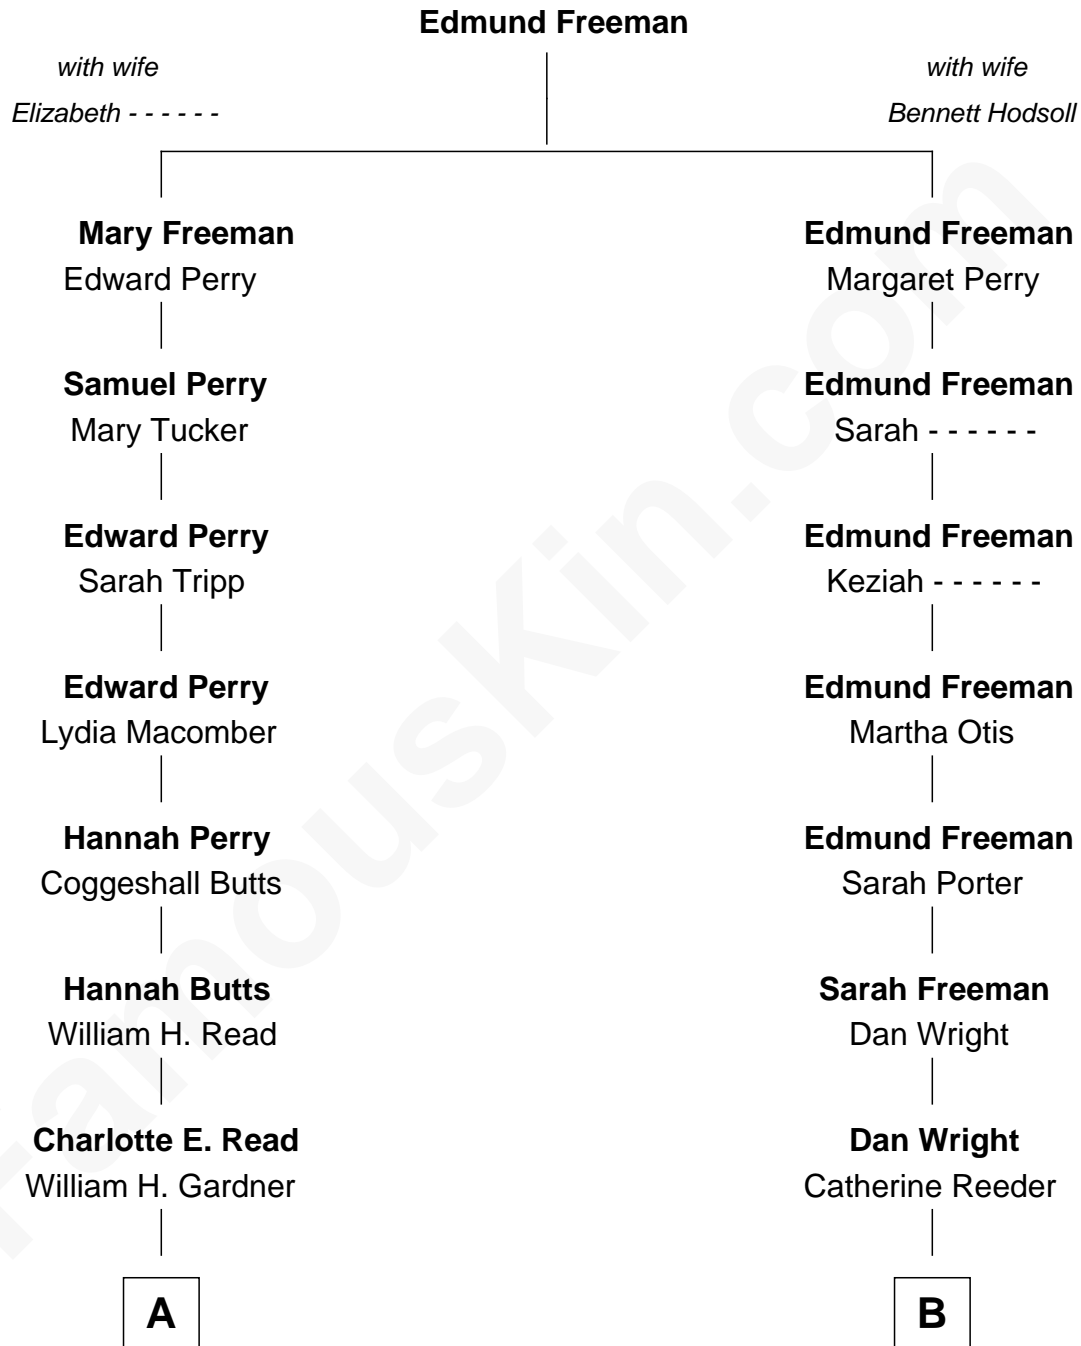 Edmund Freeman
with wife
Elizabeth - - - - - -
with wife
Bennett Hodsoll
Mary Freeman
Edward Perry
Edmund Freeman
Margaret Perry
Samuel Perry
Mary Tucker
Edmund Freeman
Sarah - - - - - -
Edward Perry
Sarah Tripp
Edmund Freeman
Keziah - - - - - -
Edward Perry
Lydia Macomber
Edmund Freeman
Martha Otis
Hannah Perry
Coggeshall Butts
Edmund Freeman
Sarah Porter
Hannah Butts
William H. Read
Sarah Freeman
Dan Wright
Charlotte E. Read
William H. Gardner
Dan Wright
Catherine Reeder
A
B
FamousKin.com